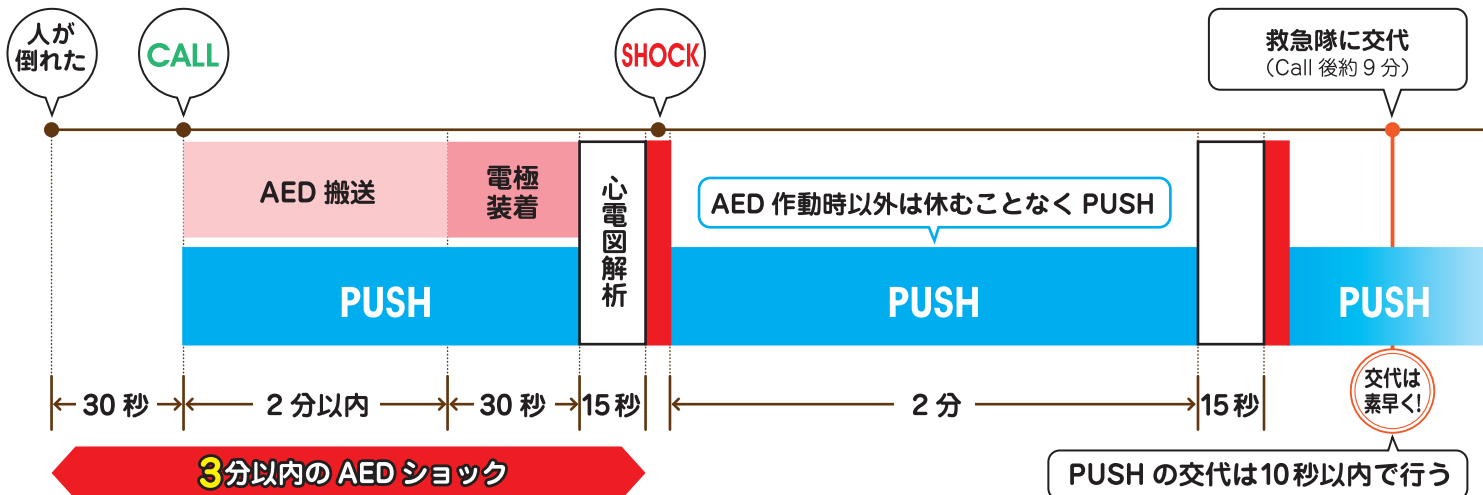 人が
倒れた
CALL
SHOCK
救急隊に交代
（Call 後約 9 分）
AED 搬送
電極
装着
心電図解析
AED 作動時以外は休むことなく PUSH
PUSH
PUSH
PUSH
30 秒
2 分以内
30 秒
15 秒
2 分
15 秒
交代は
素早く!
3分以内の AED ショック
PUSH の交代は10 秒以内で行う